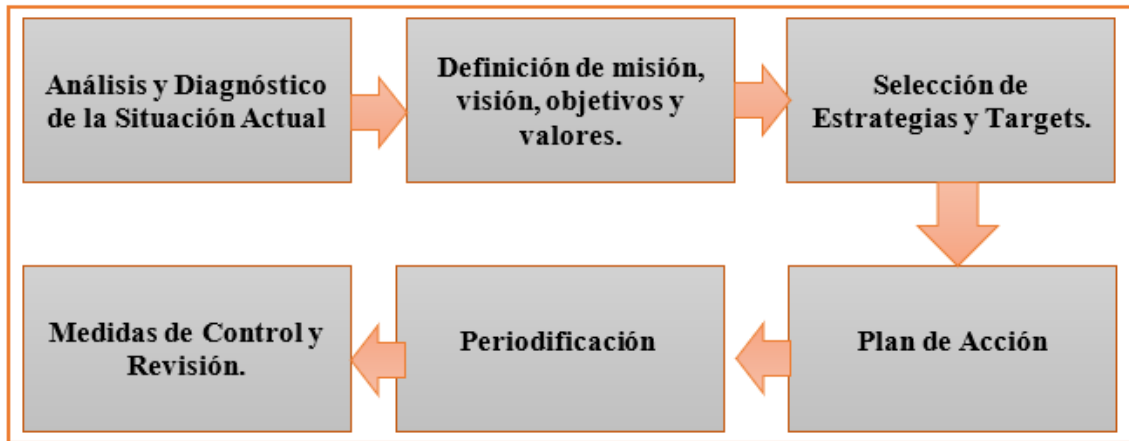 Análisis y Diagnóstico
de la Situación Actual
Definición de misión,
visión, objetivos y
valores.
Selección de
Estrategias y Targets.
Plan de Acción
Periodificación
Medidas de Control y
Revisión.